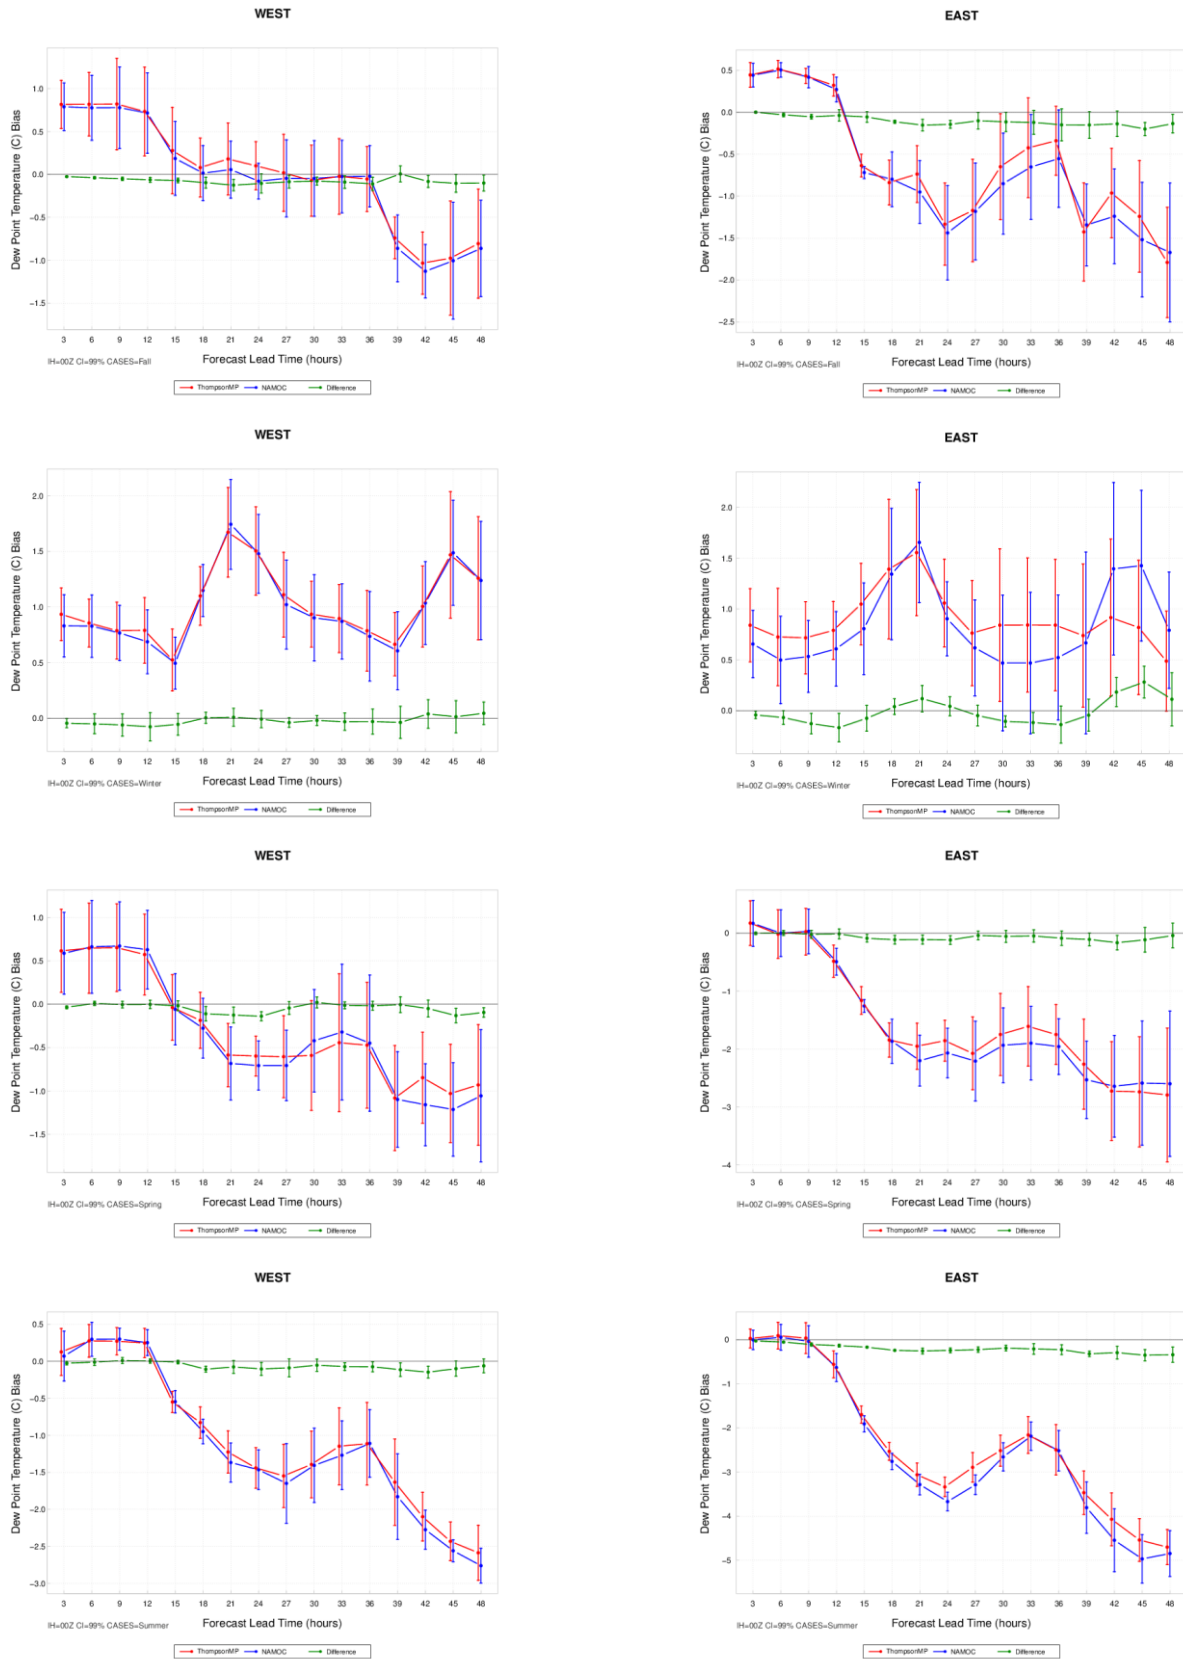 WEST
Dew Point Temperature (C) Bias
1.0
0.5
0.0
−0.5
−1.0
−1.5
3 6 9 12 15 18 21 24 27 30 33 36 39 42 45 48
Forecast Lead Time (hours)
IH=00Z CI=99% CASES=Fall
ThompsonMP NAMOC Difference
EAST
Dew Point Temperature (C) Bias
0.5
0.0
−0.5
−1.0
−1.5
−2.0
−2.5
3 6 9 12 15 18 21 24 27 30 33 36 39 42 45 48
Forecast Lead Time (hours)
IH=00Z CI=99% CASES=Fall
ThompsonMP NAMOC Difference
WEST
Dew Point Temperature (C) Bias
2.0
1.5
1.0
0.5
0.0
3 6 9 12 15 18 21 24 27 30 33 36 39 42 45 48
Forecast Lead Time (hours)
IH=00Z CI=99% CASES=Winter
ThompsonMP NAMOC Difference
EAST
Dew Point Temperature (C) Bias
2.0
1.5
1.0
0.5
0.0
3 6 9 12 15 18 21 24 27 30 33 36 39 42 45 48
Forecast Lead Time (hours)
IH=00Z CI=99% CASES=Winter
ThompsonMP NAMOC Difference
WEST
Dew Point Temperature (C) Bias
1.0
0.5
0.0
−0.5
−1.0
−1.5
3 6 9 12 15 18 21 24 27 30 33 36 39 42 45 48
Forecast Lead Time (hours)
IH=00Z CI=99% CASES=Spring
ThompsonMP NAMOC Difference
EAST
Dew Point Temperature (C) Bias
0
−1
−2
−3
−4
3 6 9 12 15 18 21 24 27 30 33 36 39 42 45 48
Forecast Lead Time (hours)
IH=00Z CI=99% CASES=Spring
ThompsonMP NAMOC Difference
WEST
Dew Point Temperature (C) Bias
0.5
0.0
−0.5
−1.0
−1.5
−2.0
−2.5
−3.0
3 6 9 12 15 18 21 24 27 30 33 36 39 42 45 48
Forecast Lead Time (hours)
IH=00Z CI=99% CASES=Summer
ThompsonMP NAMOC Difference
EAST
Dew Point Temperature (C) Bias
0
−1
−2
−3
−4
−5
3 6 9 12 15 18 21 24 27 30 33 36 39 42 45 48
Forecast Lead Time (hours)
IH=00Z CI=99% CASES=Summer
ThompsonMP NAMOC Difference